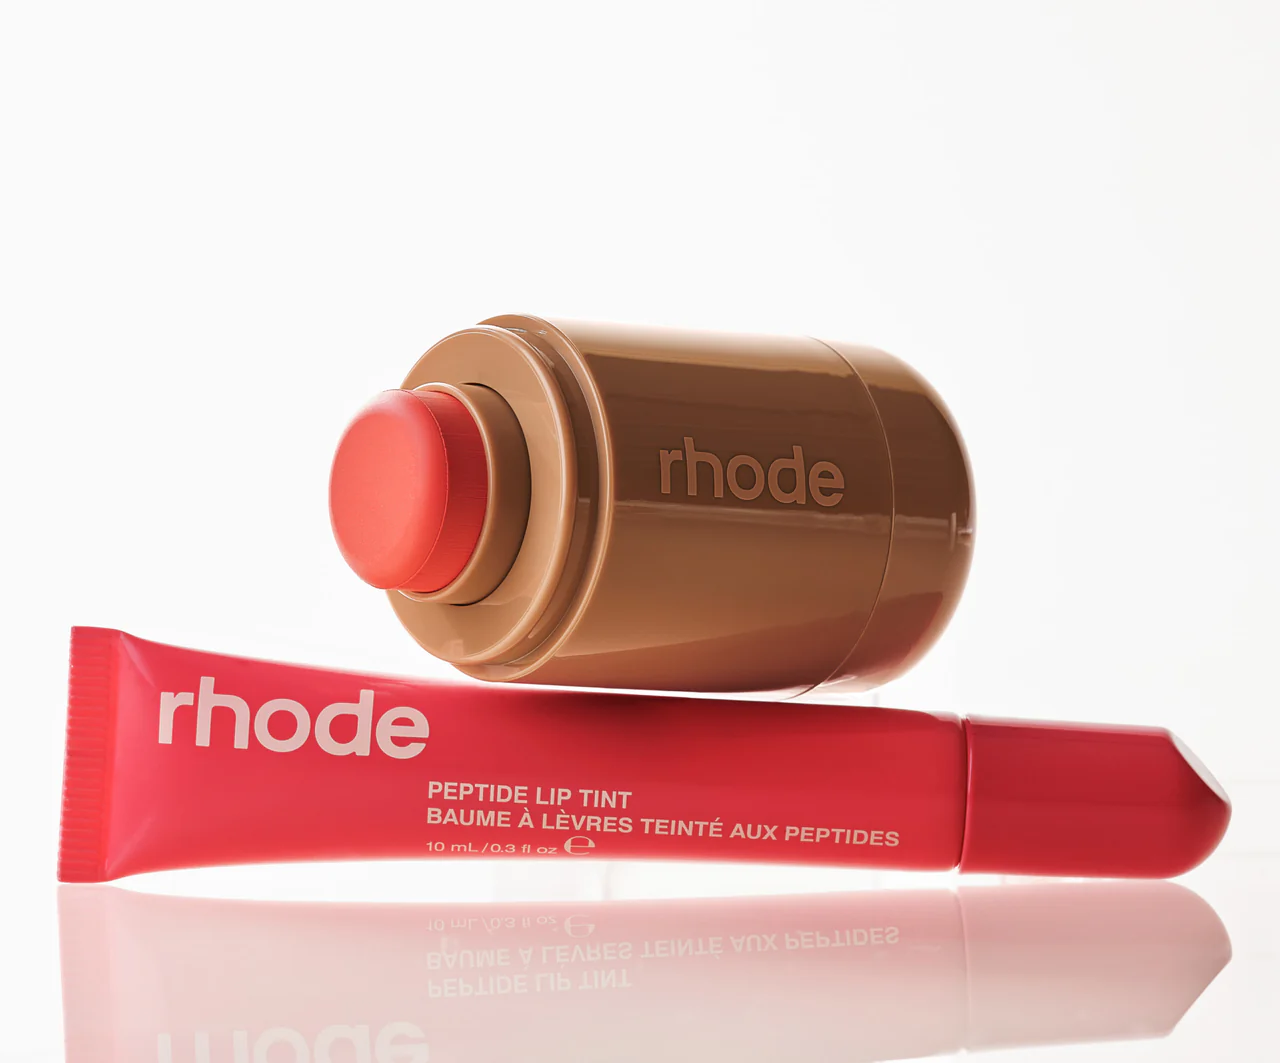 rhode
rhode
PEPTIDE LIP TINT
BAUME À LÈVRES TEINTÉ AUX PEPTIDES
10 mL/0.3 fl oz ℮